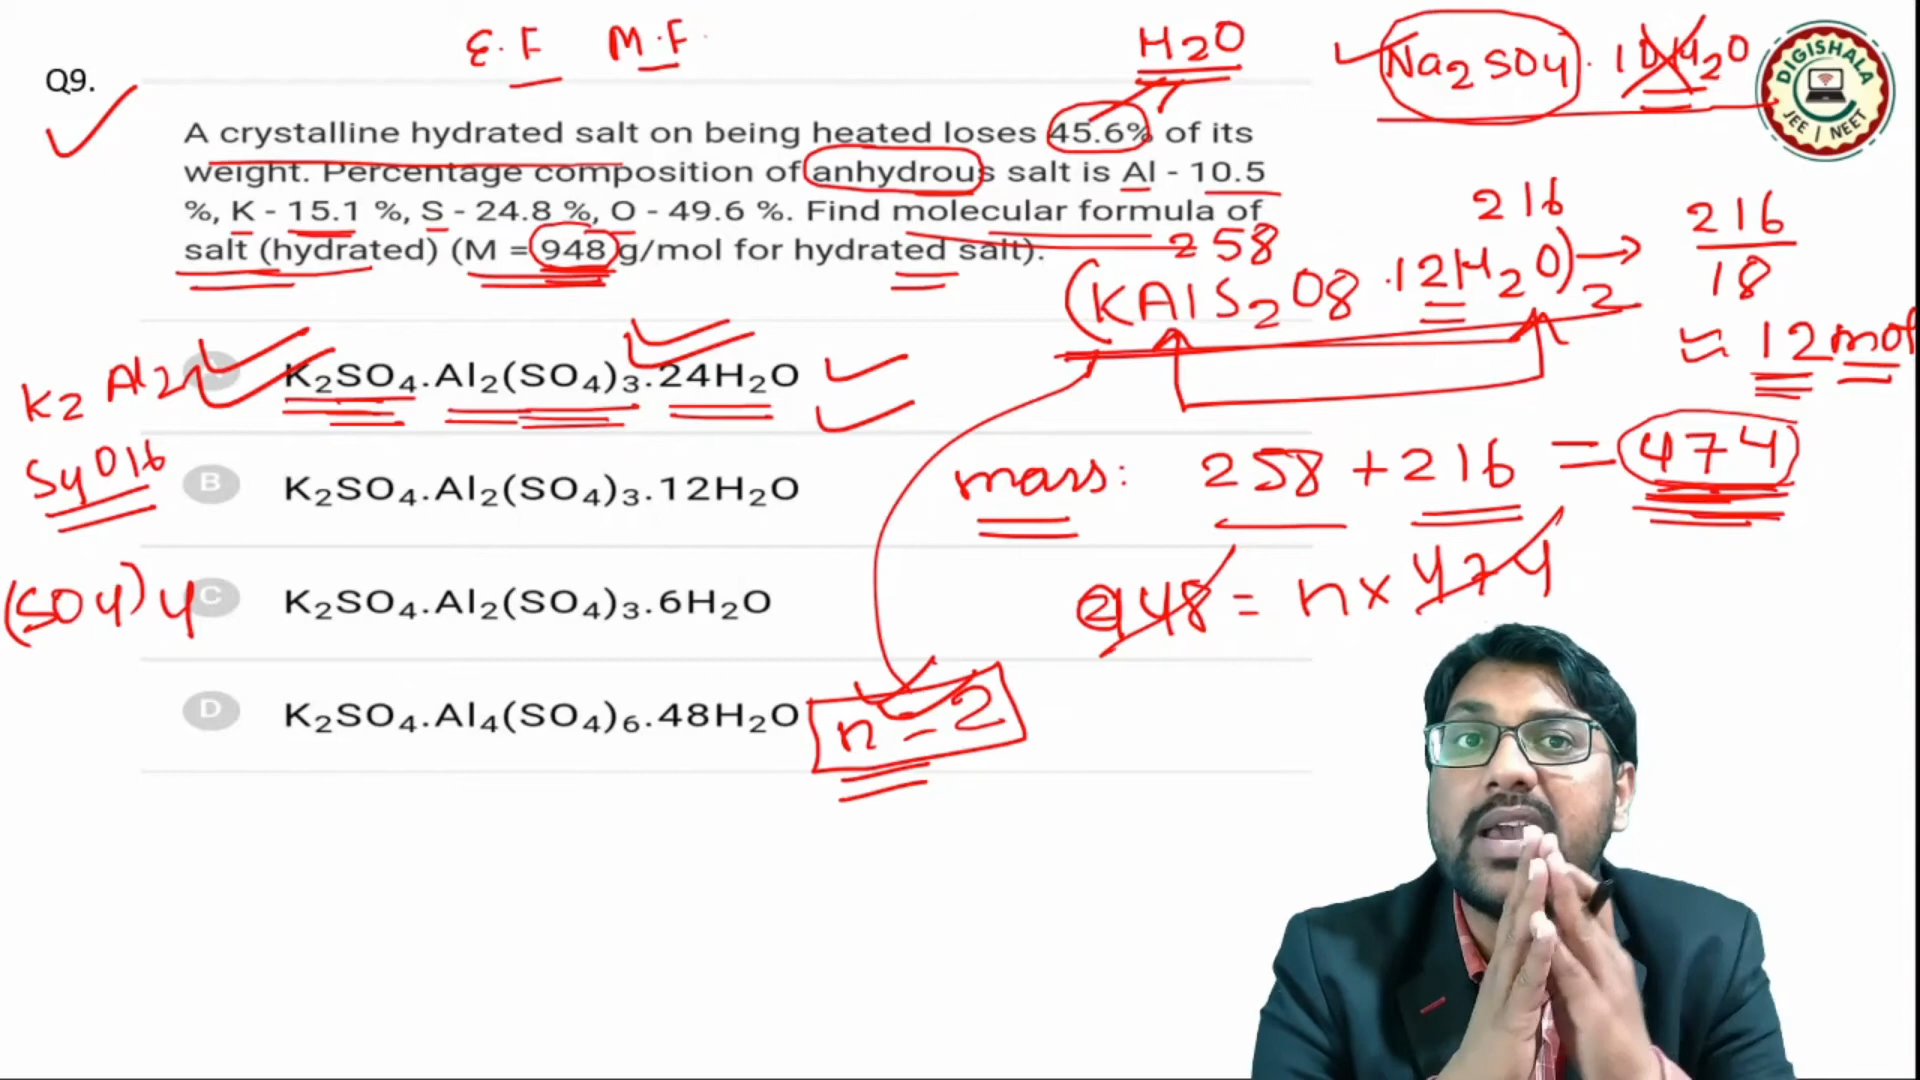 ε.F M.F.
H2O
Na2SO4 . 10H2O
DIGISHALA
JEE | NEET
Q9.
A crystalline hydrated salt on being heated loses 45.6% of its
weight. Percentage composition of anhydrous salt is Al - 10.5
%, K - 15.1 %, S - 24.8 %, O - 49.6 %. Find molecular formula of
salt (hydrated) (M = 948 g/mol for hydrated salt).
258 216
(KAlS2O8 .12H2O)2 → 216/18
≈ 12 mol
K2 Al2
S4O16
(SO4)4
A K₂SO₄.Al₂(SO₄)₃.24H₂O
B K₂SO₄.Al₂(SO₄)₃.12H₂O
C K₂SO₄.Al₂(SO₄)₃.6H₂O
D K₂SO₄.Al₄(SO₄)₆.48H₂O
mass: 258 + 216 = 474
948 = n × 474
n = 2